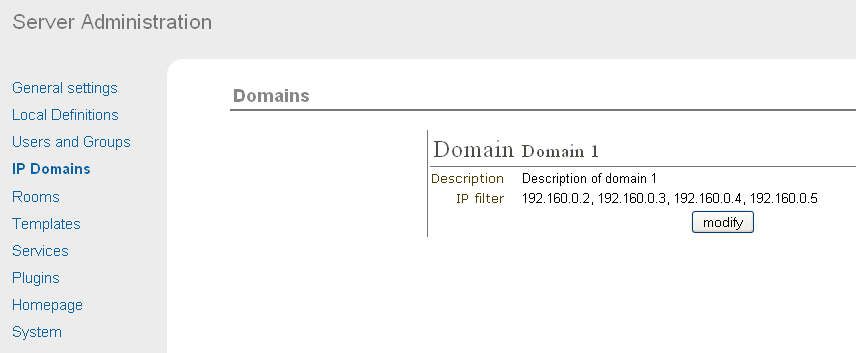 Server Administration
General settings
Local Definitions
Users and Groups
IP Domains
Rooms
Templates
Services
Plugins
Homepage
System
Domains
Domain Domain 1
Description Description of domain 1
IP filter 192.160.0.2, 192.160.0.3, 192.160.0.4, 192.160.0.5
modify